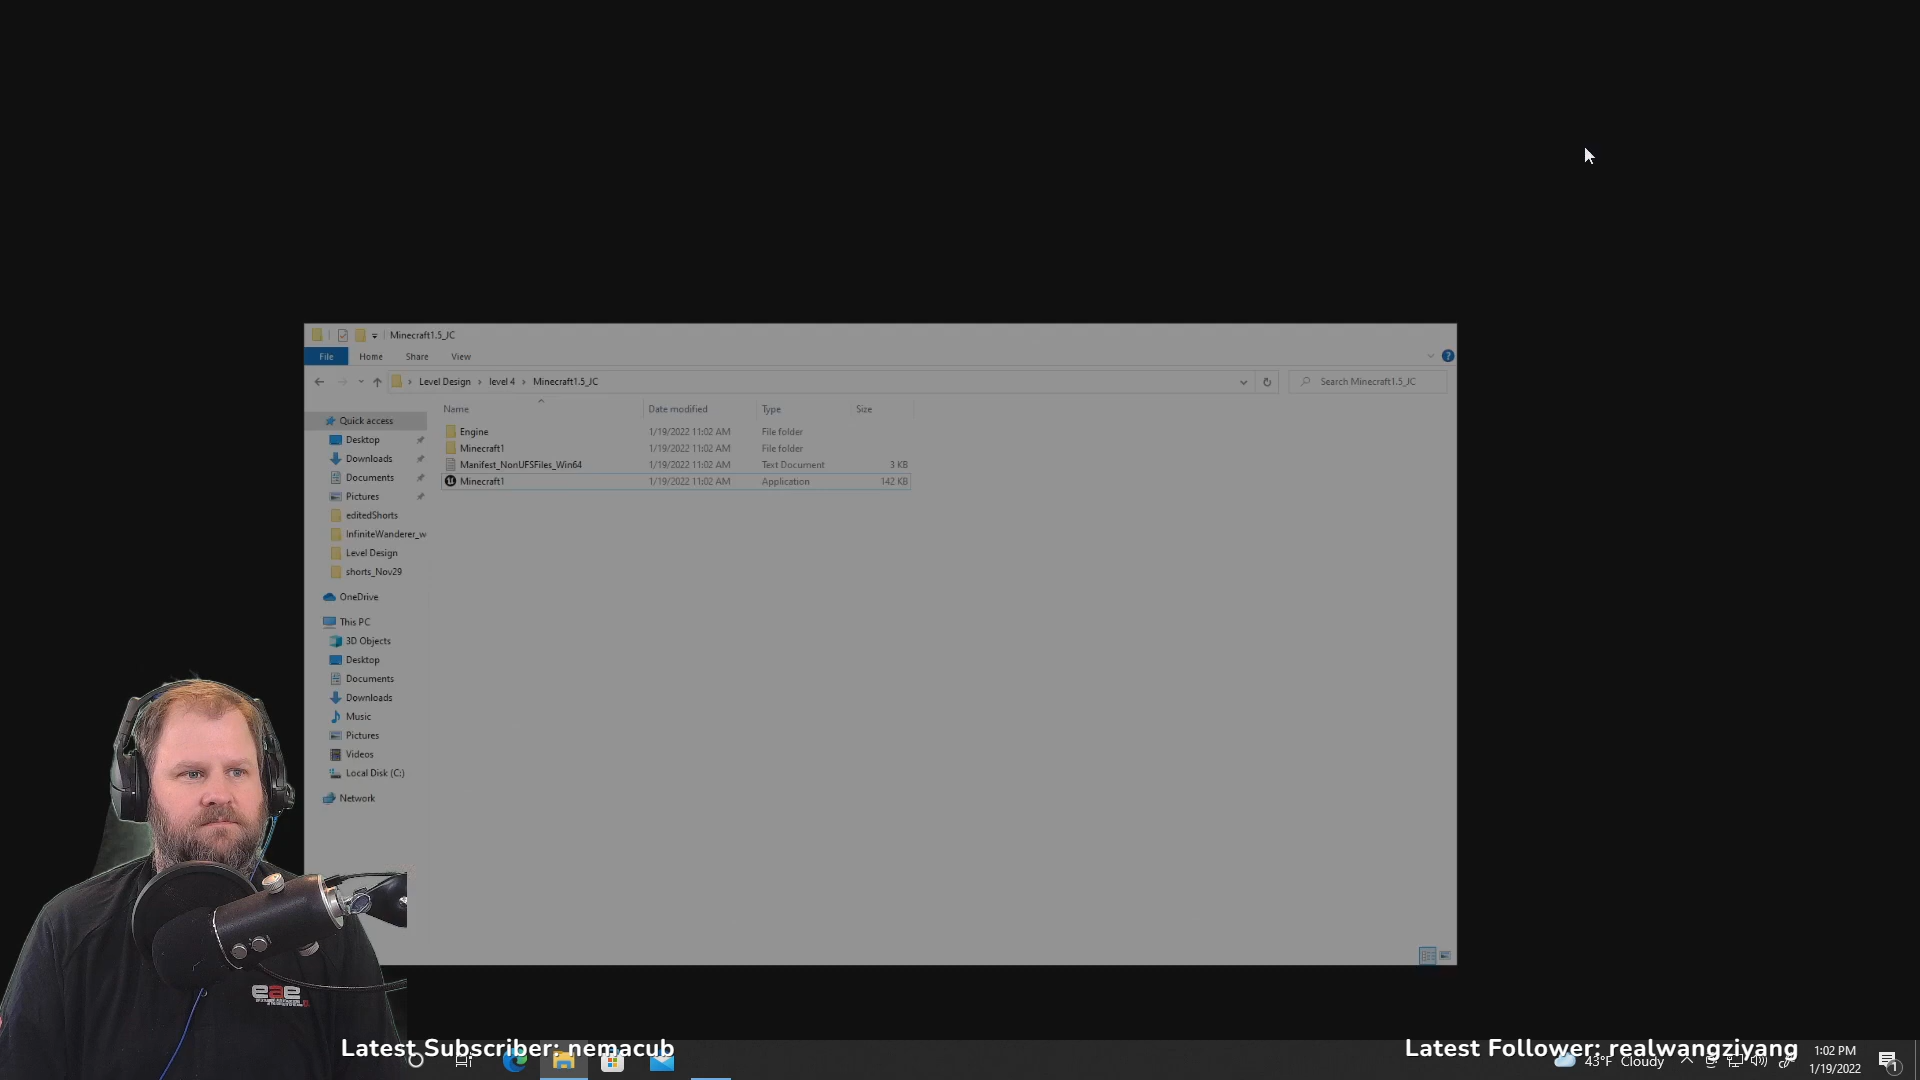 Minecraft1.5_JC
File Home Share View
Level Design level 4 Minecraft1.5_JC Search Minecraft1.5_JC
Name Date modified Type Size
Quick access
Desktop
Downloads
Documents
Pictures
editedShorts
InfiniteWanderer_w
Level Design
shorts_Nov29
OneDrive
This PC
3D Objects
Desktop
Documents
Downloads
Music
Pictures
Videos
Local Disk (C:)
Network
Engine 1/19/2022 11:02 AM File folder
Minecraft1 1/19/2022 11:02 AM File folder
Manifest_NonUFSFiles_Win64 1/19/2022 11:02 AM Text Document 3 KB
Minecraft1 1/19/2022 11:02 AM Application 142 KB
eae
Latest Subscriber: nemacub
Latest Follower: realwangziyang
43°F Cloudy
1:02 PM
1/19/2022
1